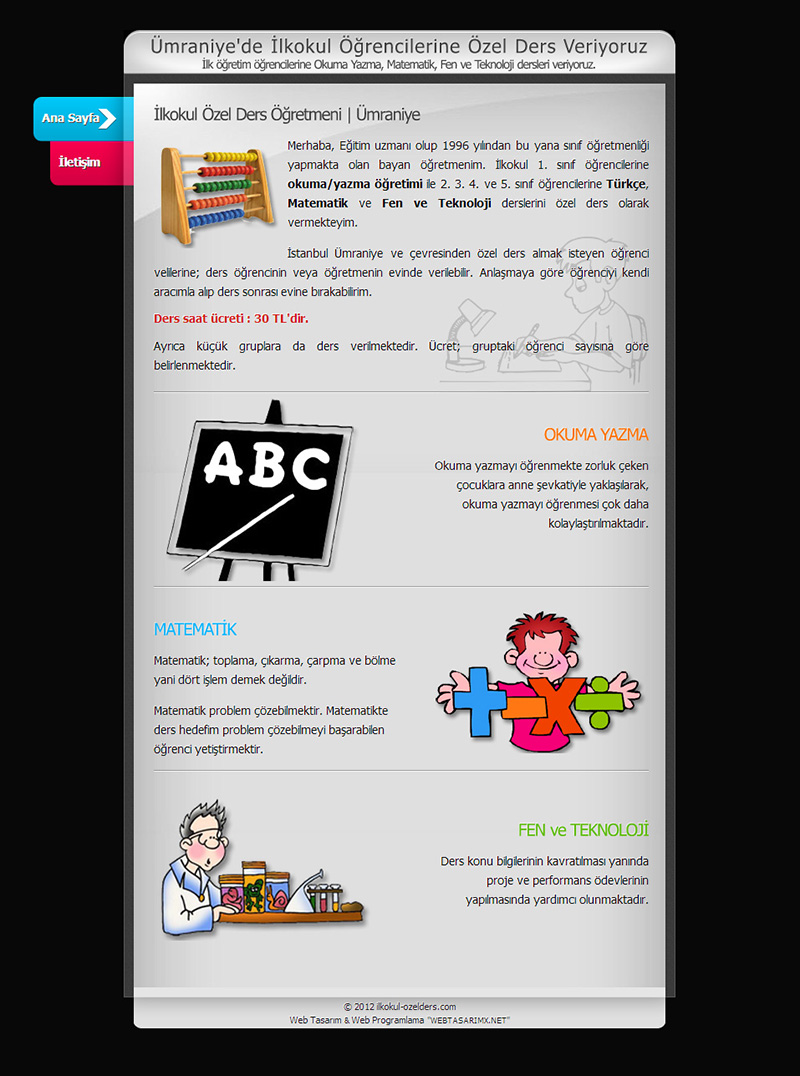 Ümraniye'de İlkokul Öğrencilerine Özel Ders Veriyoruz
İlk öğretim öğrencilerine Okuma Yazma, Matematik, Fen ve Teknoloji dersleri veriyoruz.
Ana Sayfa
İletişim
İlkokul Özel Ders Öğretmeni | Ümraniye
Merhaba, Eğitim uzmanı olup 1996 yılından bu yana sınıf öğretmenliği
yapmakta olan bayan öğretmenim. İlkokul 1. sınıf öğrencilerine
okuma/yazma öğretimi ile 2. 3. 4. ve 5. sınıf öğrencilerine Türkçe,
Matematik ve Fen ve Teknoloji derslerini özel ders olarak
vermekteyim.
İstanbul Ümraniye ve çevresinden özel ders almak isteyen öğrenci
velilerine; ders öğrencinin veya öğretmenin evinde verilebilir. Anlaşmaya göre öğrenciyi kendi
aracımla alıp ders sonrası evine bırakabilirim.
Ders saat ücreti : 30 TL'dir.
Ayrıca küçük gruplara da ders verilmektedir. Ücret; gruptaki öğrenci sayısına göre
belirlenmektedir.
ABC
OKUMA YAZMA
Okuma yazmayı öğrenmekte zorluk çeken
çocuklara anne şevkatiyle yaklaşılarak,
okuma yazmayı öğrenmesi çok daha
kolaylaştırılmaktadır.
MATEMATİK
Matematik; toplama, çıkarma, çarpma ve bölme
yani dört işlem demek değildir.
Matematik problem çözebilmektir. Matematikte
ders hedefim problem çözebilmeyi başarabilen
öğrenci yetiştirmektir.
FEN ve TEKNOLOJİ
Ders konu bilgilerinin kavratılması yanında
proje ve performans ödevlerinin
yapılmasında yardımcı olunmaktadır.
© 2012 ilkokul-ozelders.com
Web Tasarım & Web Programlama "WEBTASARIMX.NET"